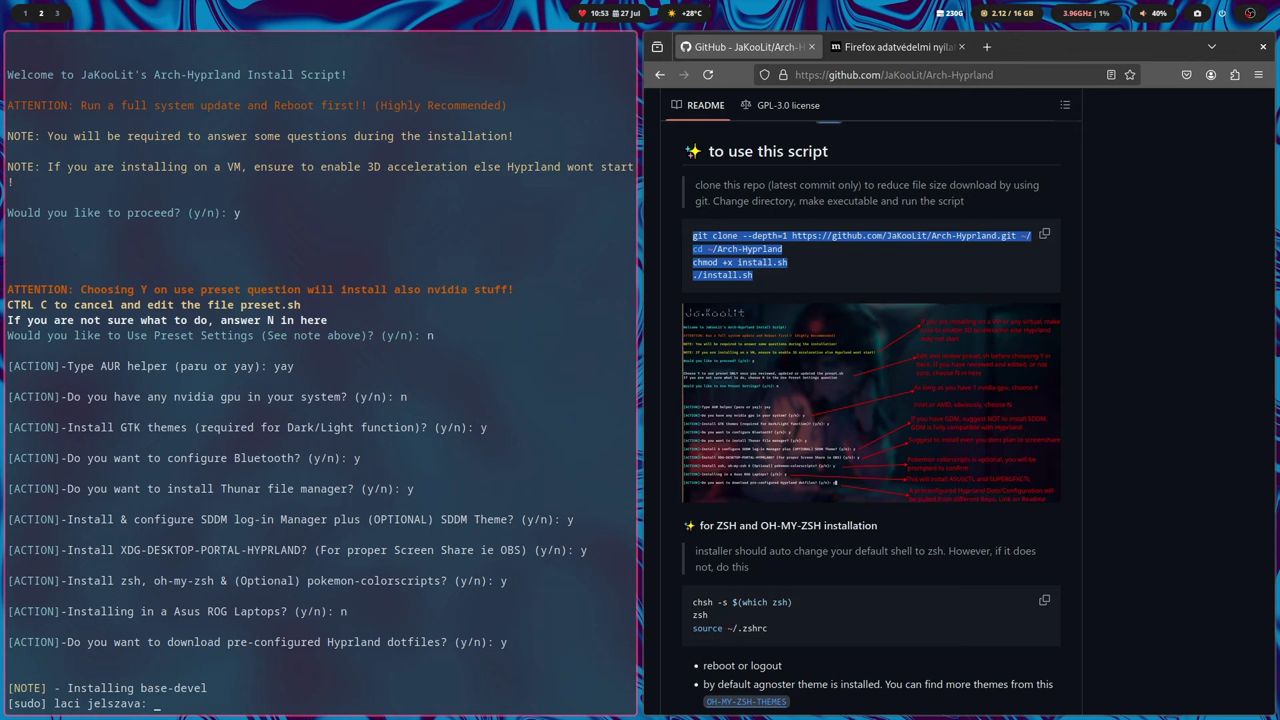 1 2 3
10:53 27 Jul
+28°C
230G
2.12 / 16 GB
3.96GHz | 1%
40%
Welcome to JaKooLit's Arch-Hyprland Install Script!
ATTENTION: Run a full system update and Reboot first!! (Highly Recommended)
NOTE: You will be required to answer some questions during the installation!
NOTE: If you are installing on a VM, ensure to enable 3D acceleration else Hyprland wont start
!
Would you like to proceed? (y/n): y
ATTENTION: Choosing Y on use preset question will install also nvidia stuff!
CTRL C to cancel and edit the file preset.sh
If you are not sure what to do, answer N in here
Would you like to Use Preset Settings (See note above)? (y/n): n
[ACTION]-Type AUR helper (paru or yay): yay
[ACTION]-Do you have any nvidia gpu in your system? (y/n): n
[ACTION]-Install GTK themes (required for Dark/Light function)? (y/n): y
[ACTION]-Do you want to configure Bluetooth? (y/n): y
[ACTION]-Do you want to install Thunar file manager? (y/n): y
[ACTION]-Install & configure SDDM log-in Manager plus (OPTIONAL) SDDM Theme? (y/n): y
[ACTION]-Install XDG-DESKTOP-PORTAL-HYPRLAND? (For proper Screen Share ie OBS) (y/n): y
[ACTION]-Install zsh, oh-my-zsh & (Optional) pokemon-colorscripts? (y/n): y
[ACTION]-Installing in a Asus ROG Laptops? (y/n): n
[ACTION]-Do you want to download pre-configured Hyprland dotfiles? (y/n): y
[NOTE] - Installing base-devel
[sudo] laci jelszava: _
GitHub - JaKooLit/Arch-H
Firefox adatvédelmi nyila
https://github.com/JaKooLit/Arch-Hyprland
README
GPL-3.0 license
✨ to use this script
clone this repo (latest commit only) to reduce file size download by using
git. Change directory, make executable and run the script
git clone --depth=1 https://github.com/JaKooLit/Arch-Hyprland.git ~/
cd ~/Arch-Hyprland
chmod +x install.sh
./install.sh
✨ for ZSH and OH-MY-ZSH installation
installer should auto change your default shell to zsh. However, if it does
not, do this
chsh -s $(which zsh)
zsh
source ~/.zshrc
• reboot or logout
• by default agnoster theme is installed. You can find more themes from this
OH-MY-ZSH-THEMES